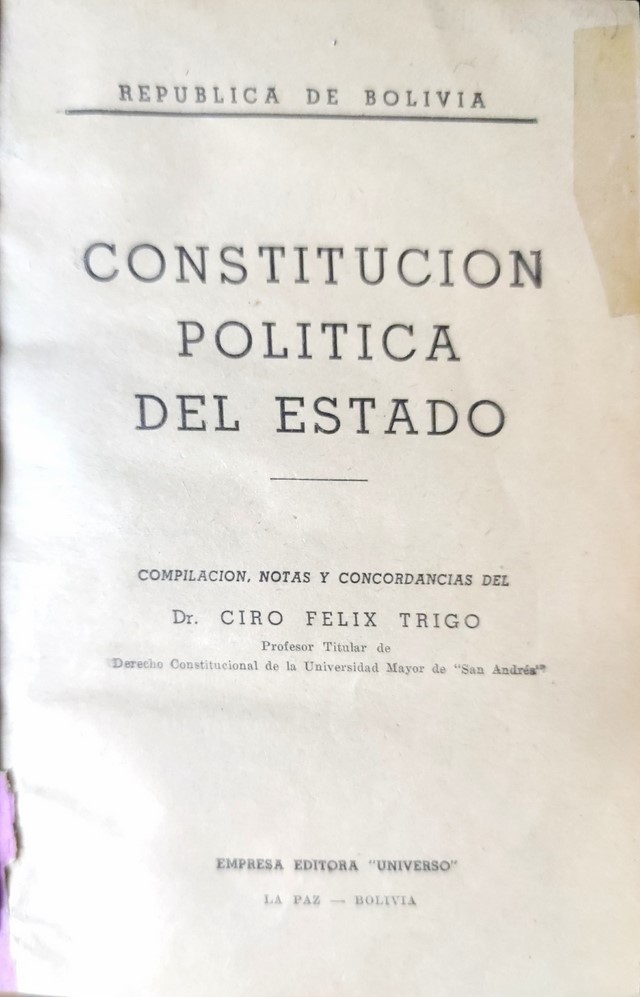 REPUBLICA DE BOLIVIA
CONSTITUCION
POLITICA
DEL ESTADO
COMPILACION, NOTAS Y CONCORDANCIAS DEL
Dr. CIRO FELIX TRIGO
Profesor Titular de
Derecho Constitucional de la Universidad Mayor de "San Andrés"
EMPRESA EDITORA "UNIVERSO"
LA PAZ — BOLIVIA